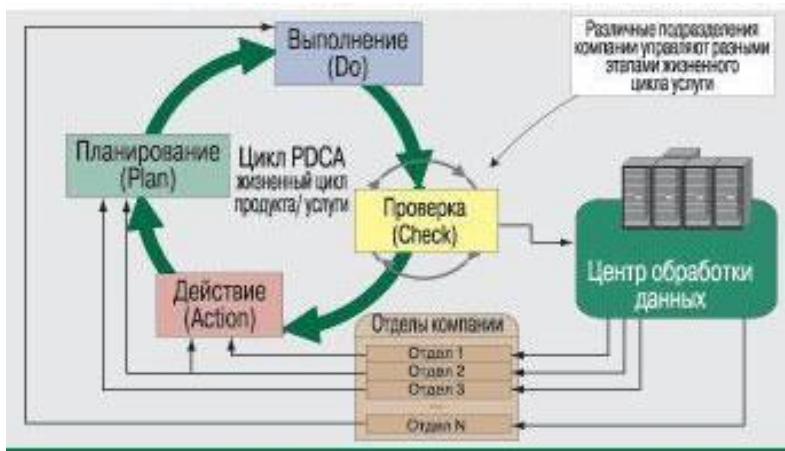 Выполнение
(Do)
Различные подразделения
компании управляют разными
этапами жизненного
цикла услуги
Планирование
(Plan)
Цикл PDCA
жизненный цикл
продукта/ услуги
Проверка
(Check)
Центр обработки
данных
Действие
(Action)
Отделы компании
Отдел 1
Отдел 2
Отдел 3
...
Отдел N